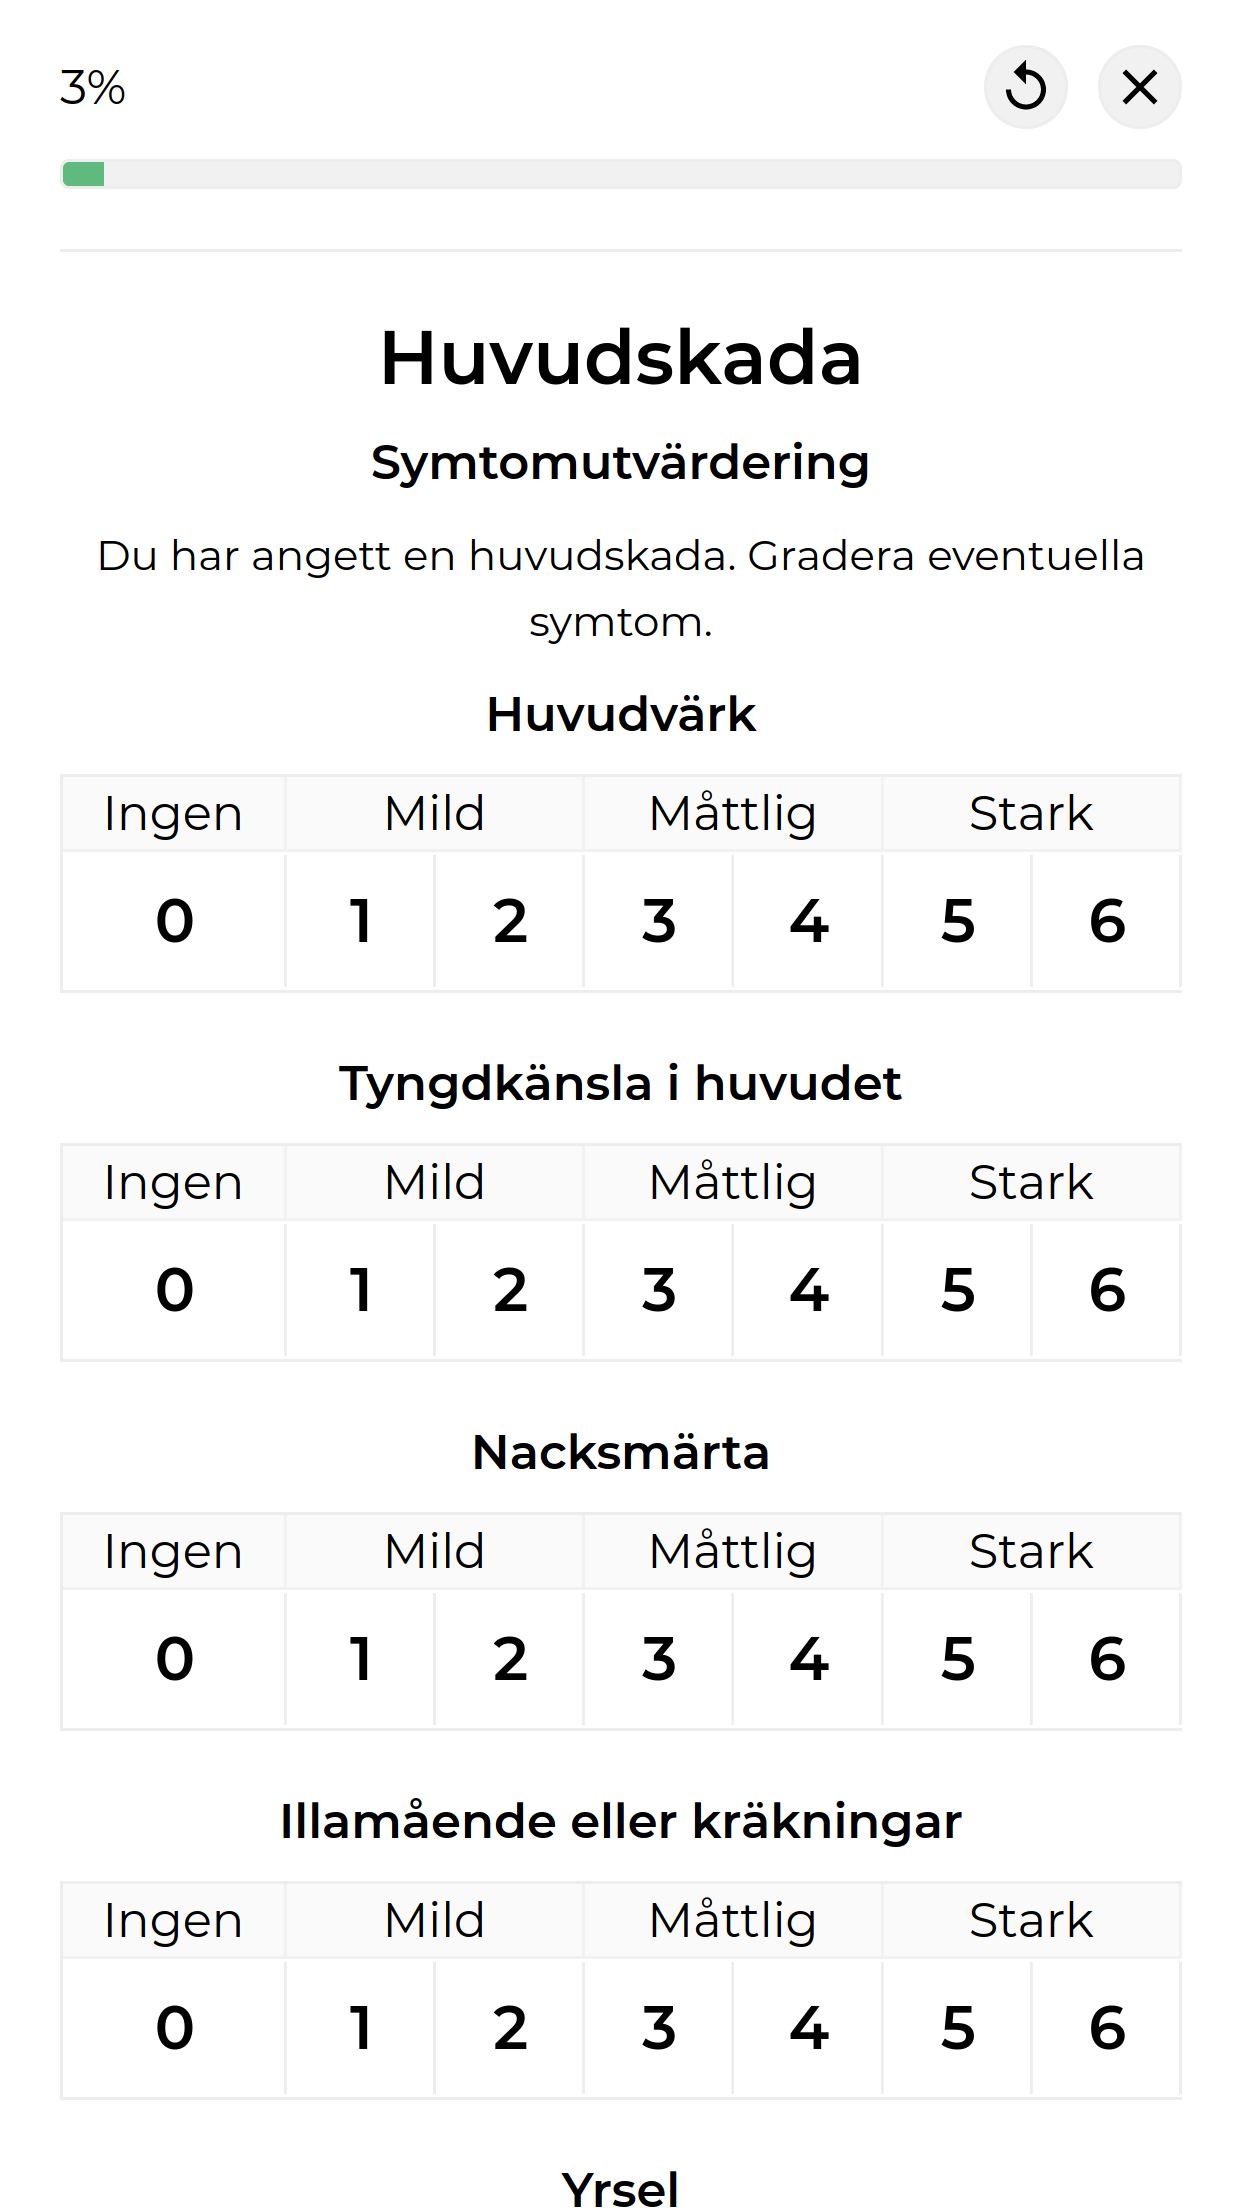 3%
Huvudskada
Symtomutvärdering
Du har angett en huvudskada. Gradera eventuella
symtom.
Huvudvärk
Ingen Mild Måttlig Stark
0 1 2 3 4 5 6
Tyngdkänsla i huvudet
Ingen Mild Måttlig Stark
0 1 2 3 4 5 6
Nacksmärta
Ingen Mild Måttlig Stark
0 1 2 3 4 5 6
Illamående eller kräkningar
Ingen Mild Måttlig Stark
0 1 2 3 4 5 6
Yrsel